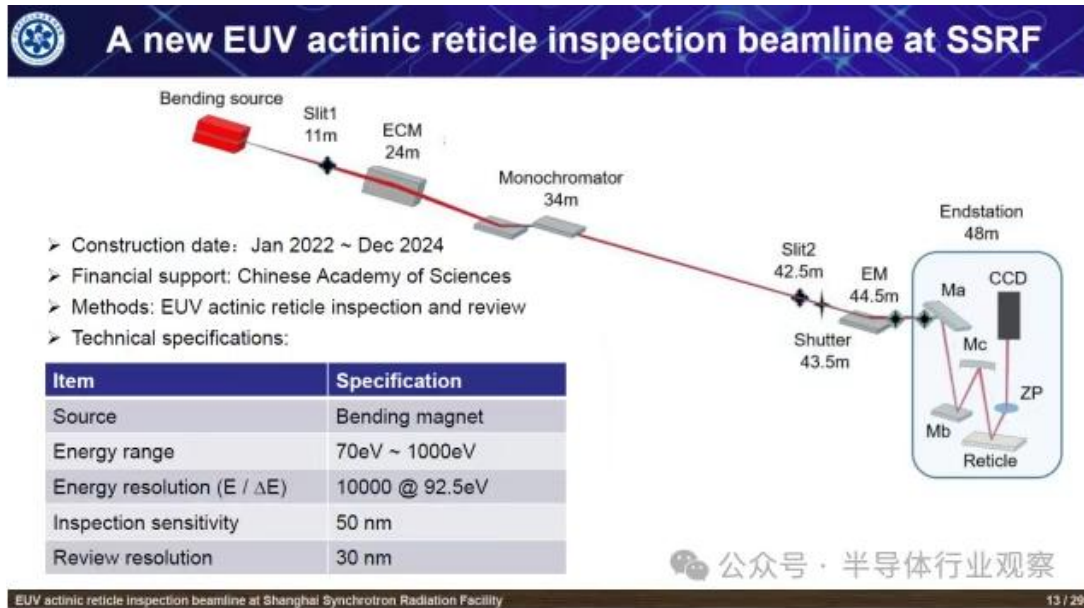 A new EUV actinic reticle inspection beamline at SSRF
Bending source
Slit1
11m
ECM
24m
Monochromator
34m
Slit2
42.5m
Shutter
43.5m
EM
44.5m
Endstation
48m
Ma
CCD
Mc
ZP
Mb
Reticle
➢ Construction date: Jan 2022 ~ Dec 2024
➢ Financial support: Chinese Academy of Sciences
➢ Methods: EUV actinic reticle inspection and review
➢ Technical specifications:
Item Specification
Source Bending magnet
Energy range 70eV ~ 1000eV
Energy resolution (E / ΔE) 10000 @ 92.5eV
Inspection sensitivity 50 nm
Review resolution 30 nm
公众号 · 半导体行业观察
EUV actinic reticle inspection beamline at Shanghai Synchrotron Radiation Facility 13 / 29